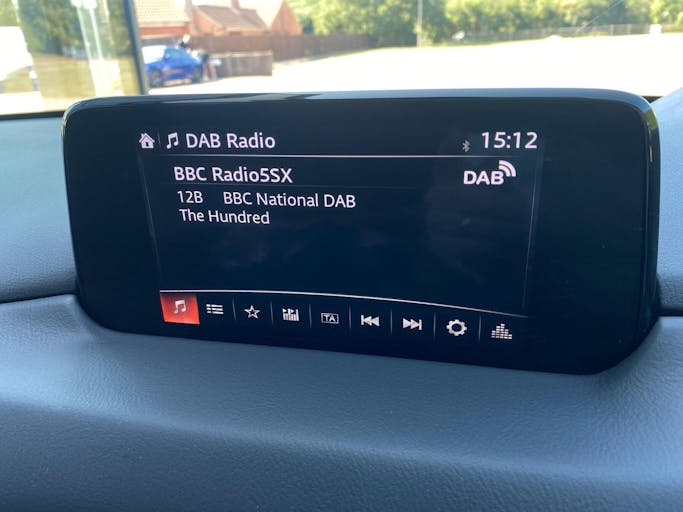 DAB Radio 15:12
BBC Radio5SX DAB
12B BBC National DAB
The Hundred
TA